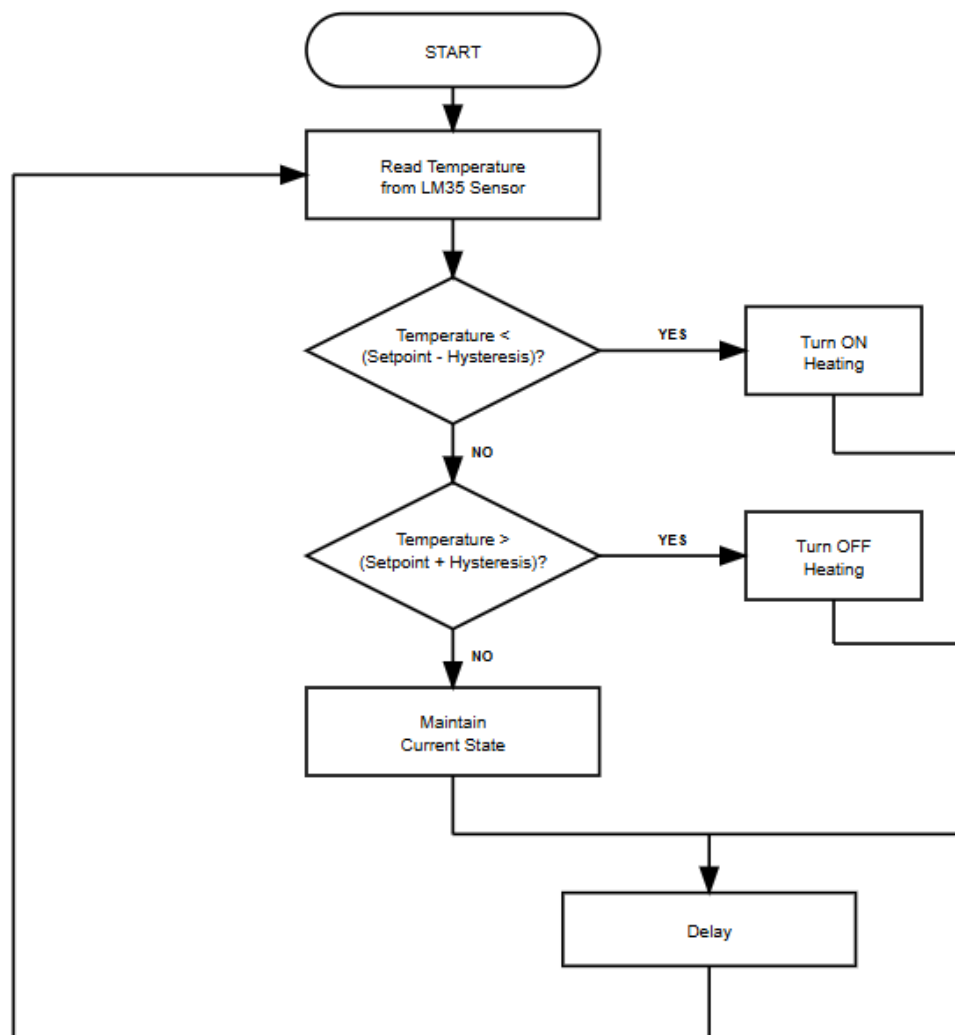 START
Read Temperature
from LM35 Sensor
Temperature <
(Setpoint - Hysteresis)?
YES
Turn ON
Heating
NO
Temperature >
(Setpoint + Hysteresis)?
YES
Turn OFF
Heating
NO
Maintain
Current State
Delay